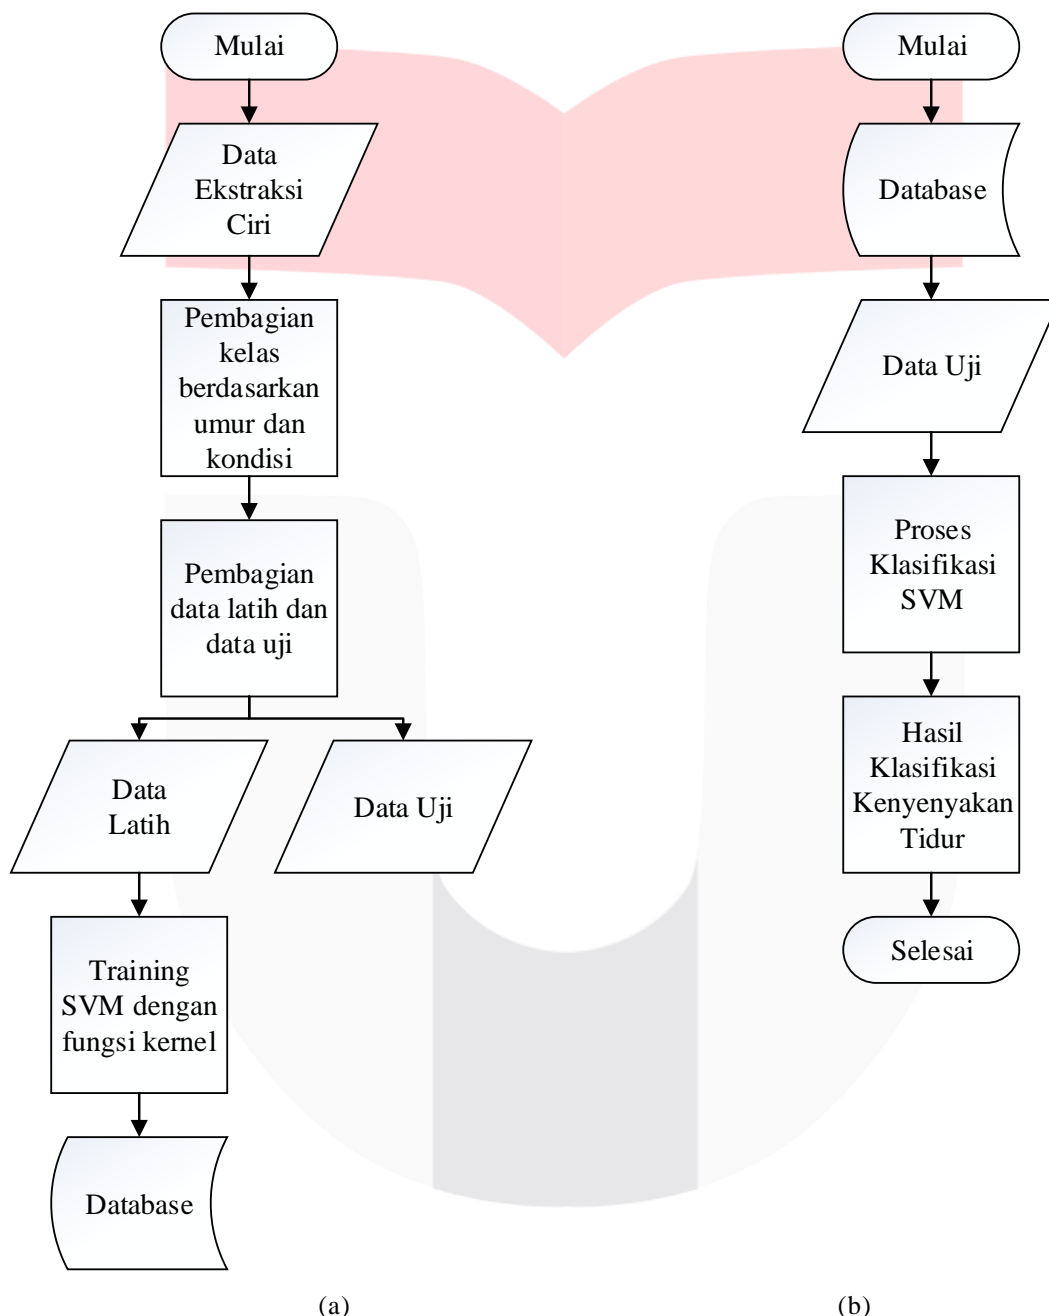 Mulai
Data
Ekstraksi
Ciri
Pembagian
kelas
berdasarkan
umur dan
kondisi
Pembagian
data latih dan
data uji
Data
Latih
Data Uji
Training
SVM dengan
fungsi kernel
Database
(a)
Mulai
Database
Data Uji
Proses
Klasifikasi
SVM
Hasil
Klasifikasi
Kenyenyakan
Tidur
Selesai
(b)